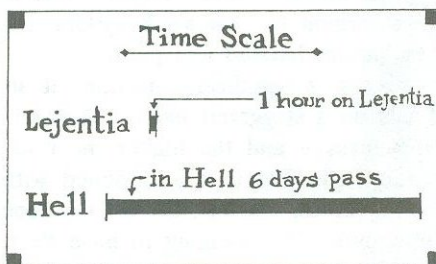 Time Scale
1 hour on Lejentia
Lejentia
in Hell 6 days pass
Hell